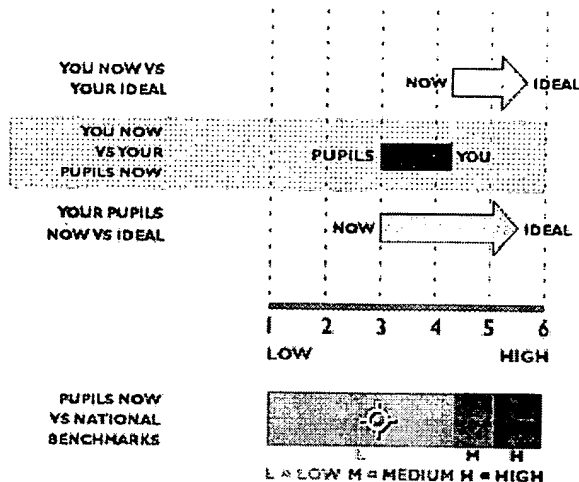 YOU NOW VS
YOUR IDEAL
NOW
IDEAL
YOU NOW
VS YOUR
PUPILS NOW
PUPILS
YOU
YOUR PUPILS
NOW VS IDEAL
NOW
IDEAL
1 2 3 4 5 6
LOW HIGH
PUPILS NOW
VS NATIONAL
BENCHMARKS
L M H
L = LOW M = MEDIUM H = HIGH